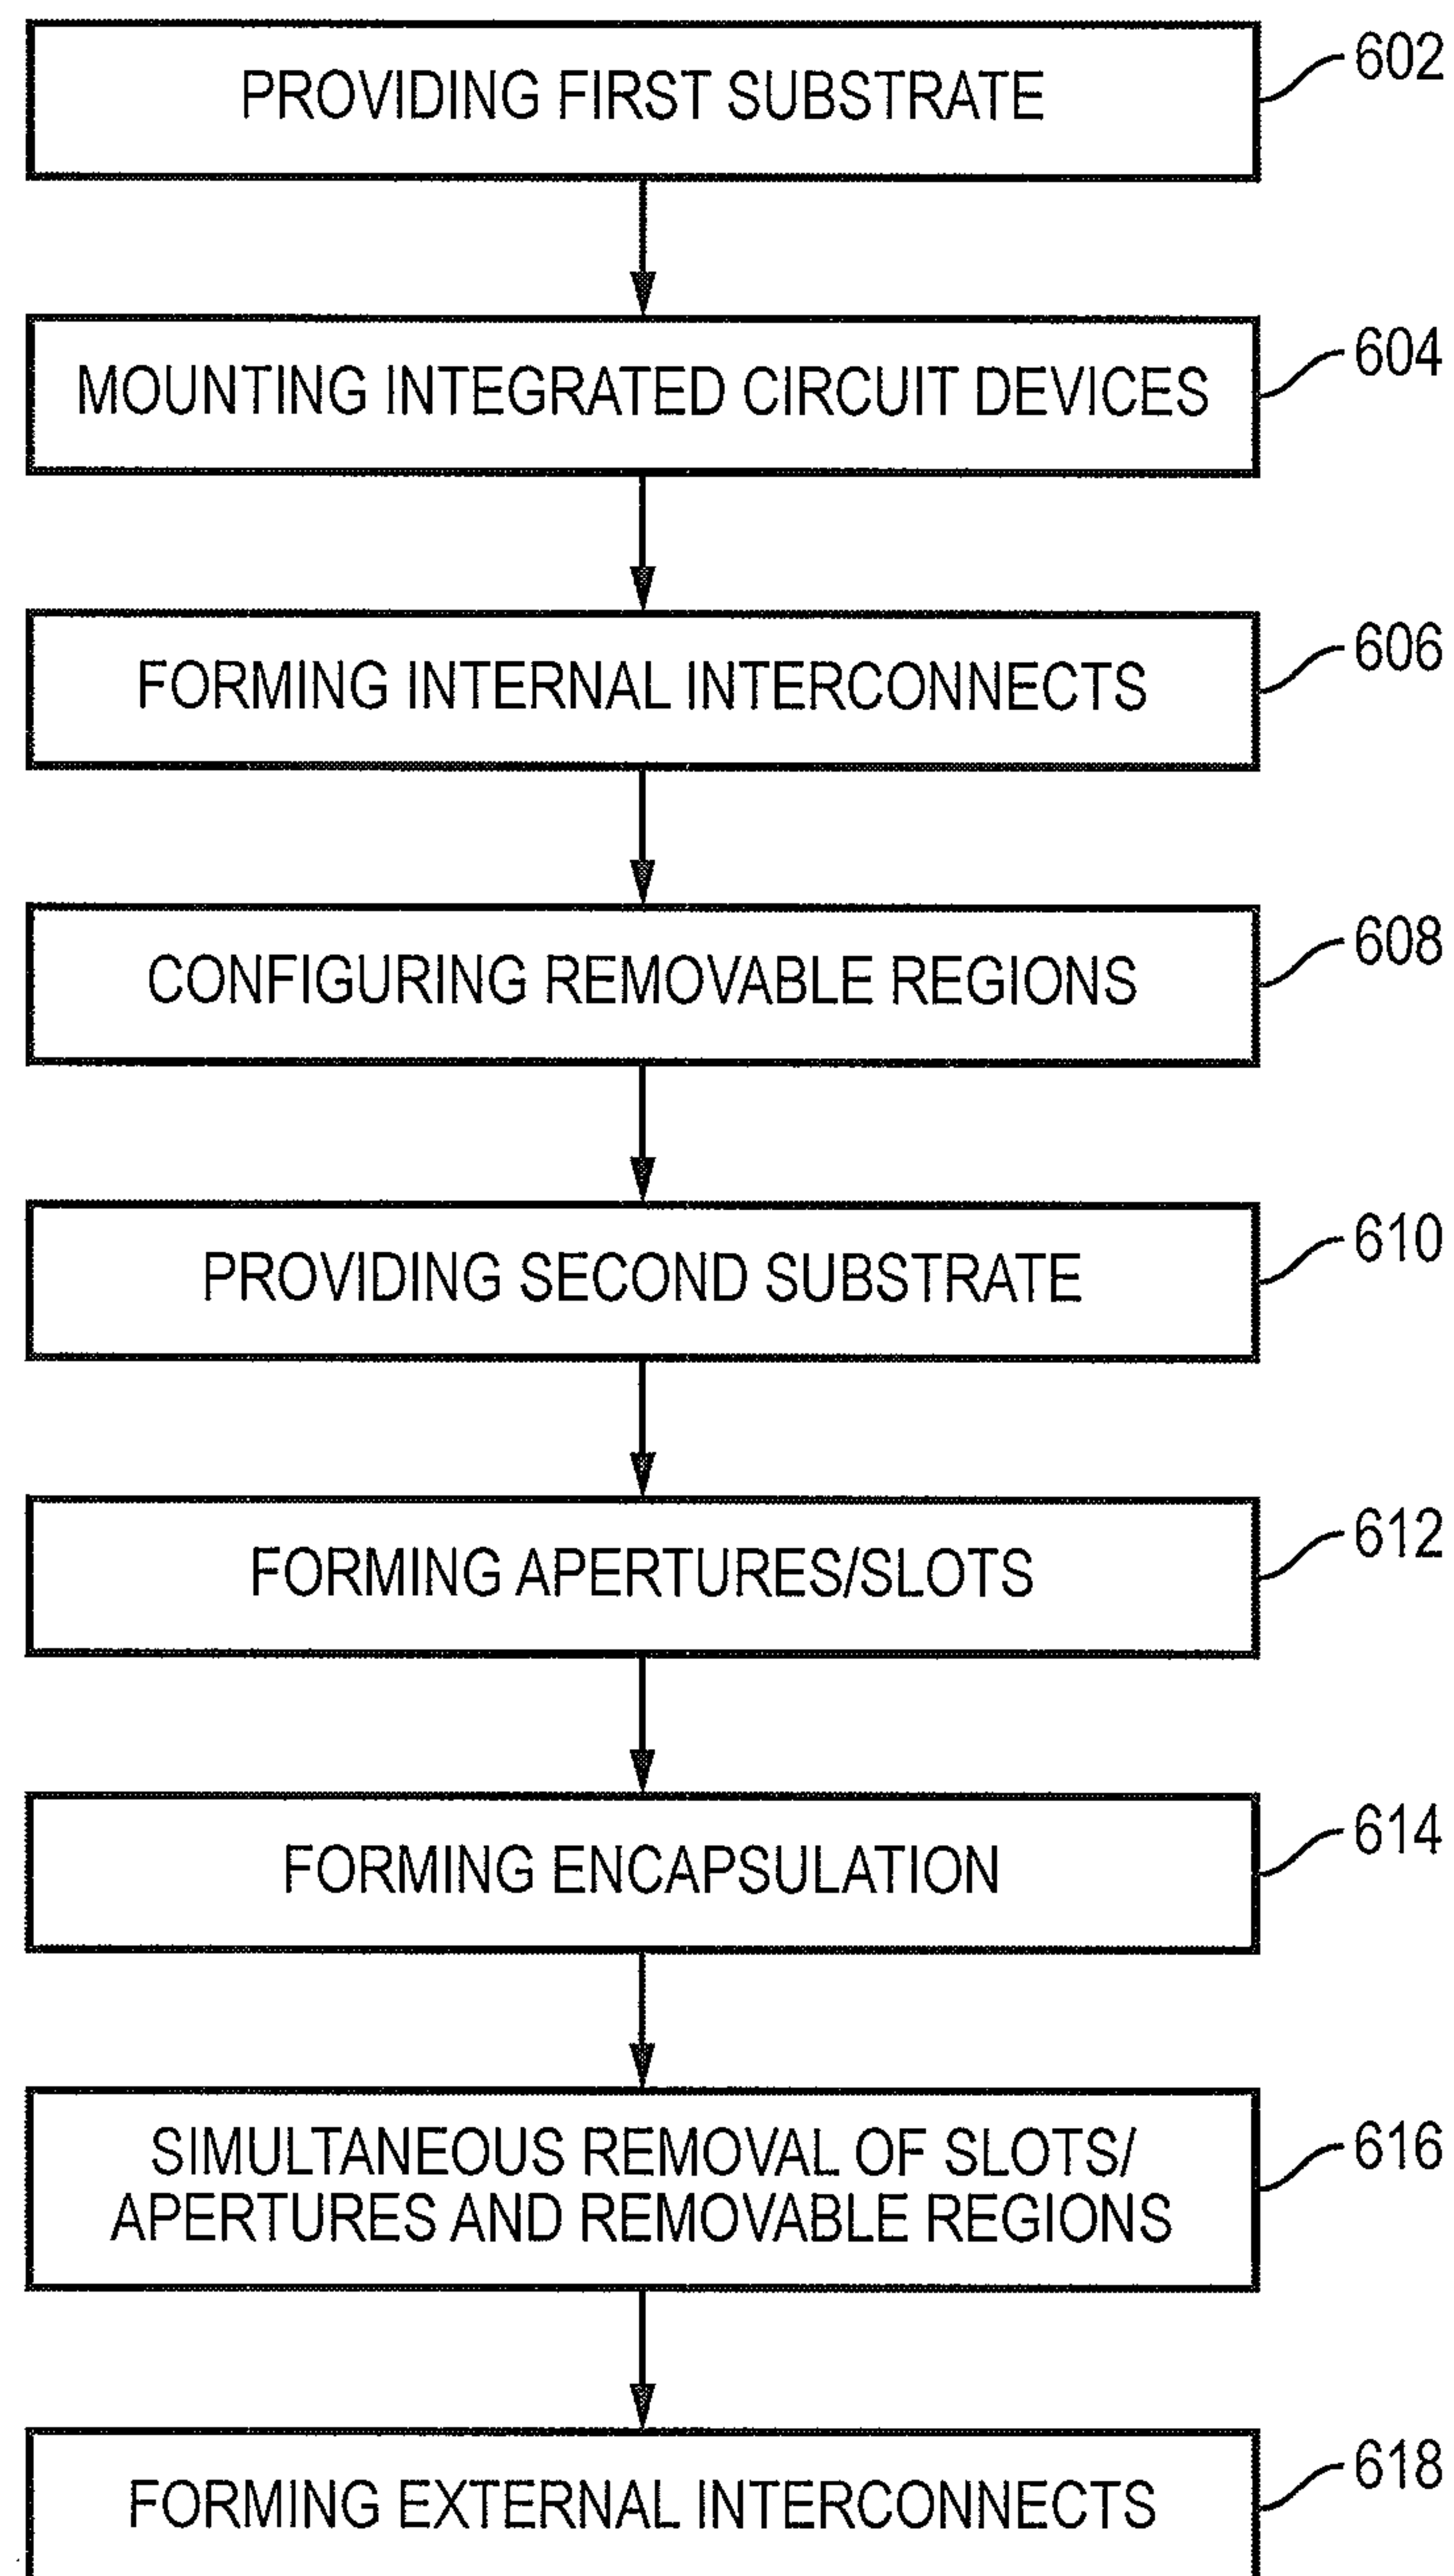 PROVIDING FIRST SUBSTRATE
602
MOUNTING INTEGRATED CIRCUIT DEVICES
604
FORMING INTERNAL INTERCONNECTS
606
CONFIGURING REMOVABLE REGIONS
608
PROVIDING SECOND SUBSTRATE
610
FORMING APERTURES/SLOTS
612
FORMING ENCAPSULATION
614
SIMULTANEOUS REMOVAL OF SLOTS/
APERTURES AND REMOVABLE REGIONS
616
FORMING EXTERNAL INTERCONNECTS
618